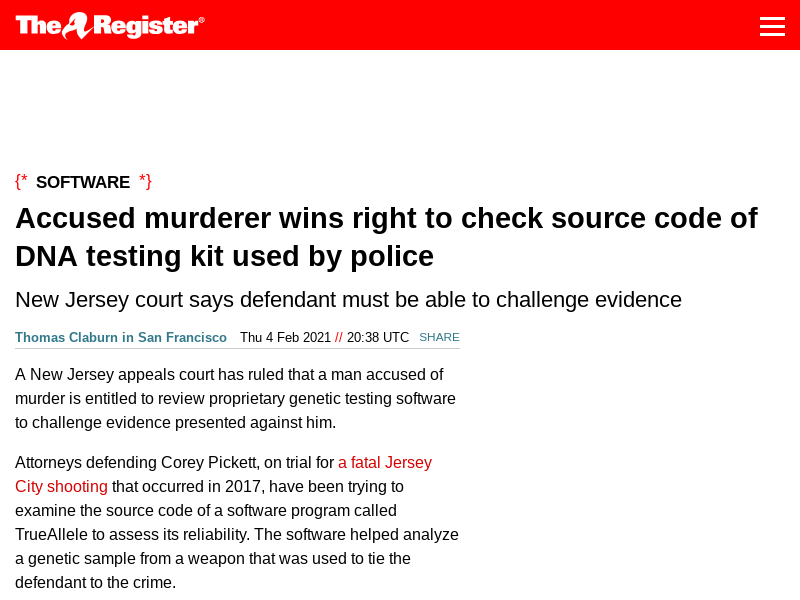 The Register®
{* SOFTWARE *}
Accused murderer wins right to check source code of
DNA testing kit used by police
New Jersey court says defendant must be able to challenge evidence
Thomas Claburn in San Francisco Thu 4 Feb 2021 // 20:38 UTC SHARE
A New Jersey appeals court has ruled that a man accused of
murder is entitled to review proprietary genetic testing software
to challenge evidence presented against him.
Attorneys defending Corey Pickett, on trial for a fatal Jersey
City shooting that occurred in 2017, have been trying to
examine the source code of a software program called
TrueAllele to assess its reliability. The software helped analyze
a genetic sample from a weapon that was used to tie the
defendant to the crime.